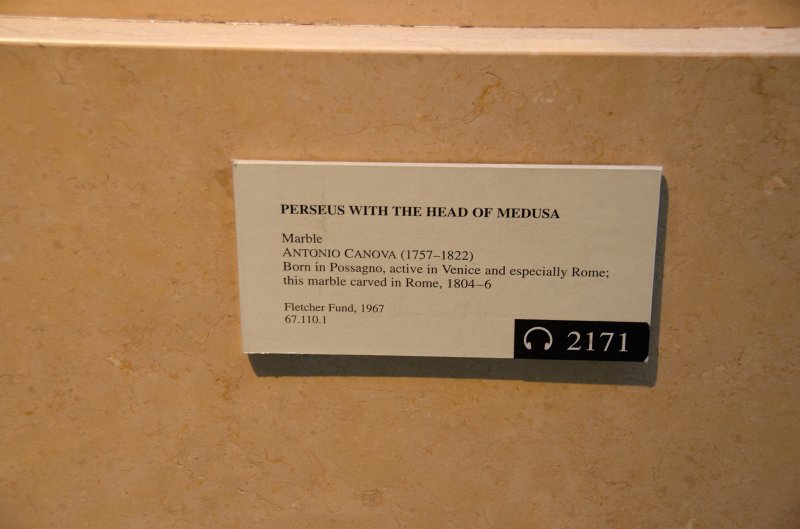 PERSEUS WITH THE HEAD OF MEDUSA
Marble
ANTONIO CANOVA (1757–1822)
Born in Possagno, active in Venice and especially Rome;
this marble carved in Rome, 1804–6
Fletcher Fund, 1967
67.110.1
2171